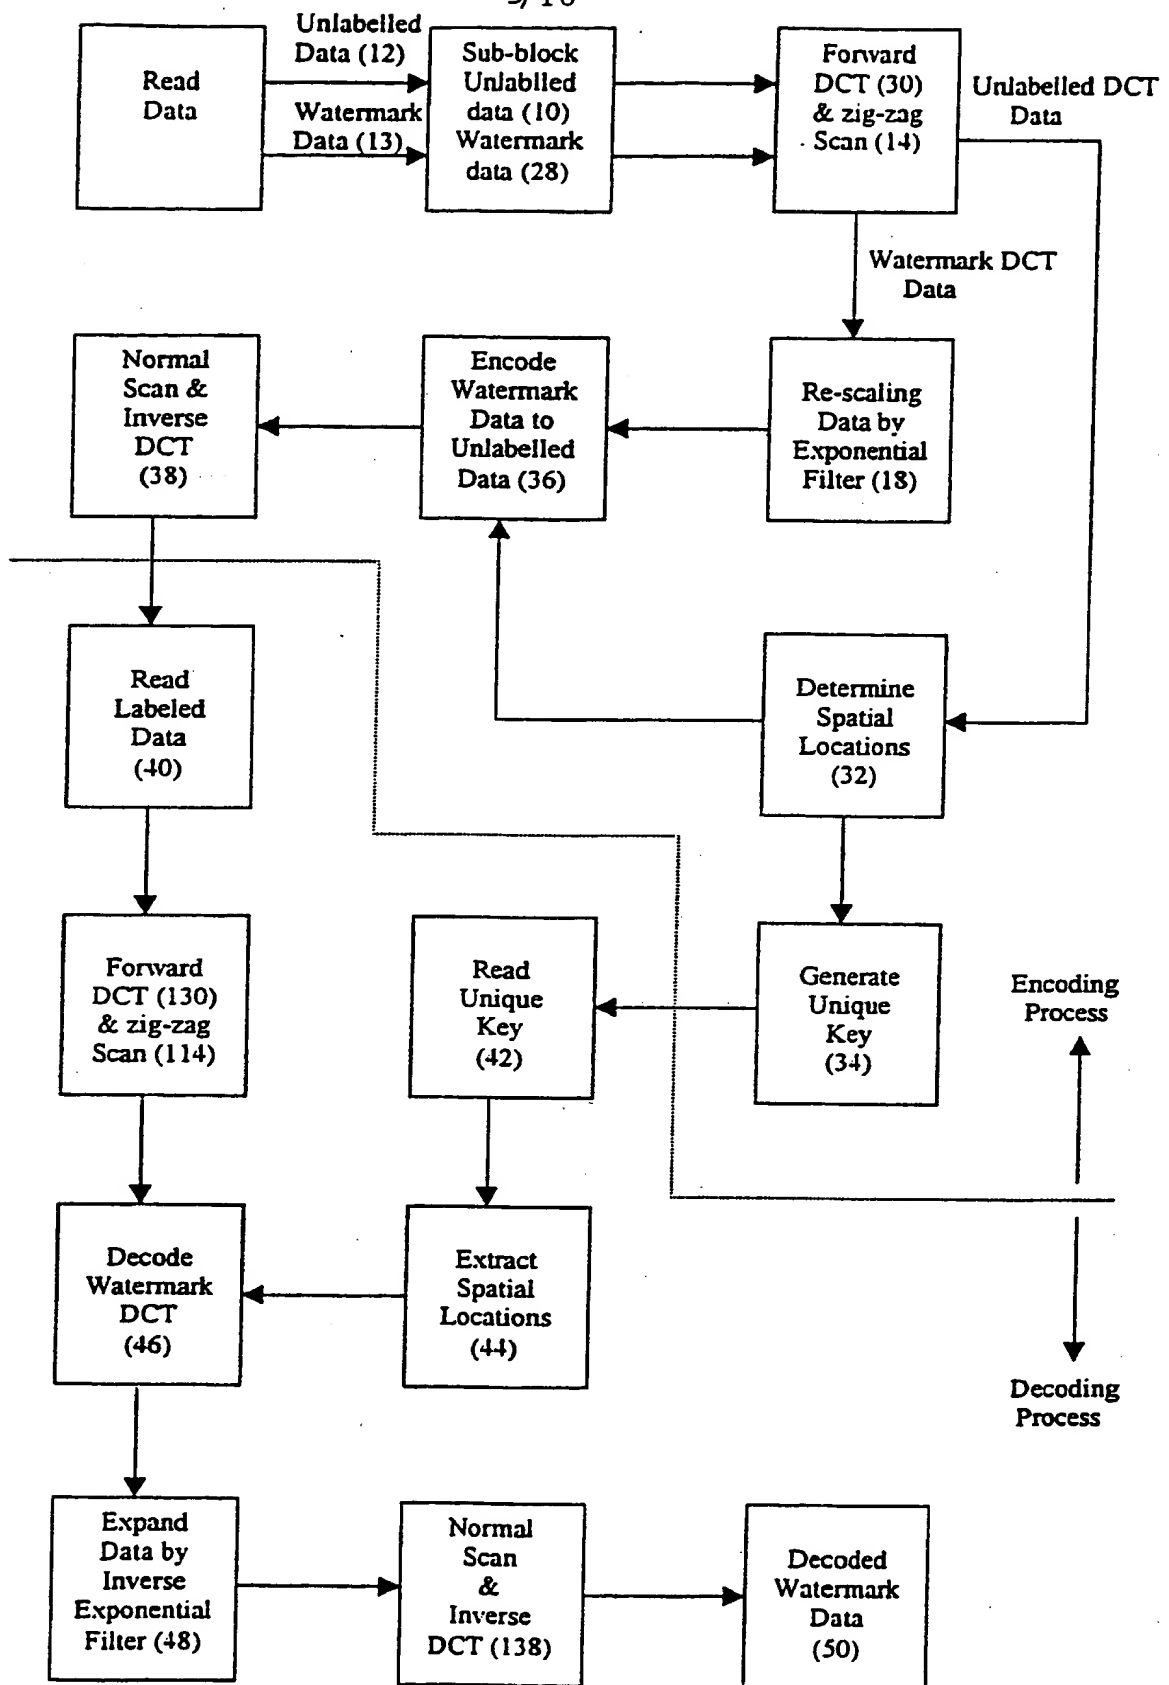 Unlabelled
Data (12)
Read
Data
Watermark
Data (13)
Sub-block
Unlablled
data (10)
Watermark
data (28)
Forward
DCT (30)
& zig-zag
Scan (14)
Unlabelled DCT
Data
Watermark DCT
Data
Normal
Scan &
Inverse
DCT
(38)
Encode
Watermark
Data to
Unlabelled
Data (36)
Re-scaling
Data by
Exponential
Filter (18)
Read
Labeled
Data
(40)
Determine
Spatial
Locations
(32)
Forward
DCT (130)
& zig-zag
Scan (114)
Read
Unique
Key
(42)
Generate
Unique
Key
(34)
Encoding
Process
Decode
Watermark
DCT
(46)
Extract
Spatial
Locations
(44)
Decoding
Process
Expand
Data by
Inverse
Exponential
Filter (48)
Normal
Scan
&
Inverse
DCT (138)
Decoded
Watermark
Data
(50)